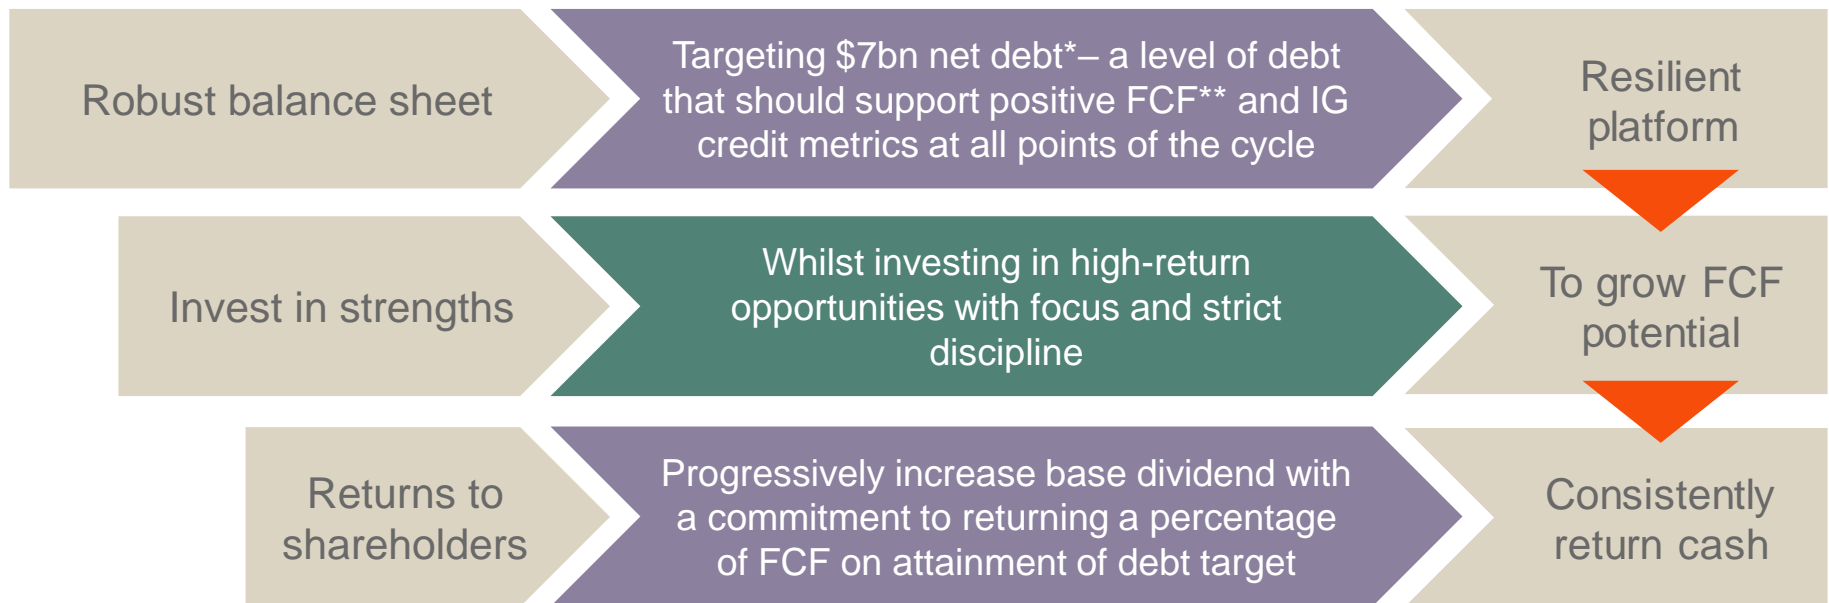 Robust balance sheet
Targeting $7bn net debt*– a level of debt
that should support positive FCF** and IG
credit metrics at all points of the cycle
Resilient
platform
Invest in strengths
Whilst investing in high-return
opportunities with focus and strict
discipline
To grow FCF
potential
Returns to
shareholders
Progressively increase base dividend with
a commitment to returning a percentage
of FCF on attainment of debt target
Consistently
return cash